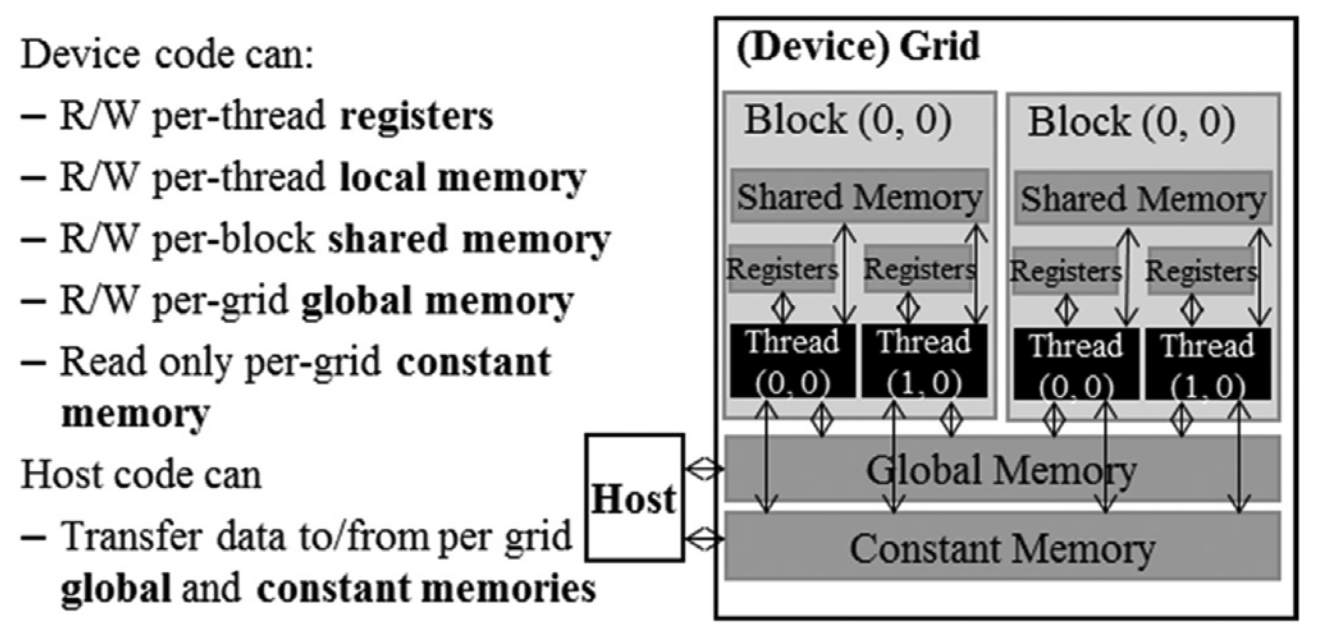 Device code can:
– R/W per-thread registers
– R/W per-thread local memory
– R/W per-block shared memory
– R/W per-grid global memory
– Read only per-grid constant
memory
Host code can
– Transfer data to/from per grid
global and constant memories
Host
(Device) Grid
Block (0, 0)
Shared Memory
Registers
Registers
Thread
(0, 0)
Thread
(1, 0)
Block (0, 0)
Shared Memory
Registers
Registers
Thread
(0, 0)
Thread
(1, 0)
Global Memory
Constant Memory